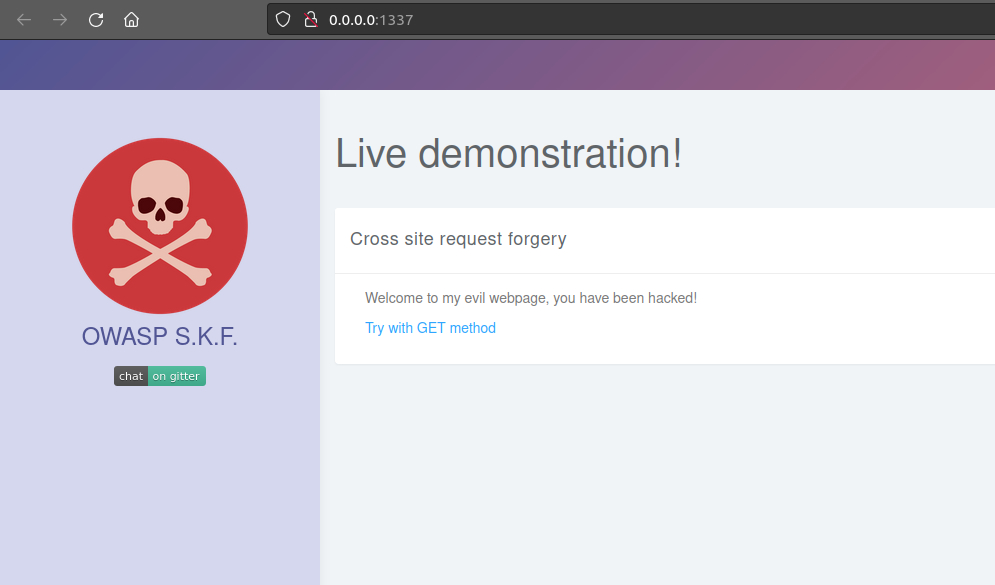 0.0.0.0:1337
OWASP S.K.F.
chat on gitter
Live demonstration!
Cross site request forgery
Welcome to my evil webpage, you have been hacked!
Try with GET method